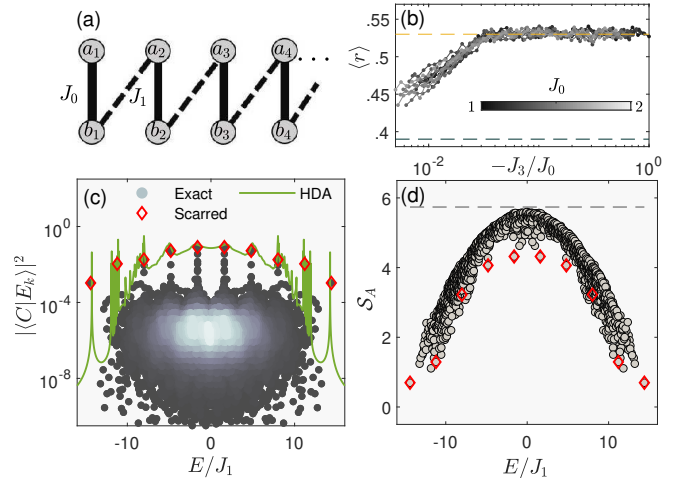 (a)
a1 a2 a3 a4
. . .
J0 J1
b1 b2 b3 b4
(b)
⟨r⟩
.55
.5
.45
.4
J0
1 2
10^-2 10^-1 10^0
−J3/J0
(c)
Exact HDA
Scarred
|⟨C|Ek⟩|^2
10^0
10^-4
10^-8
-10 0 10
E/J1
(d)
SA
6
4
2
0
-10 0 10
E/J1